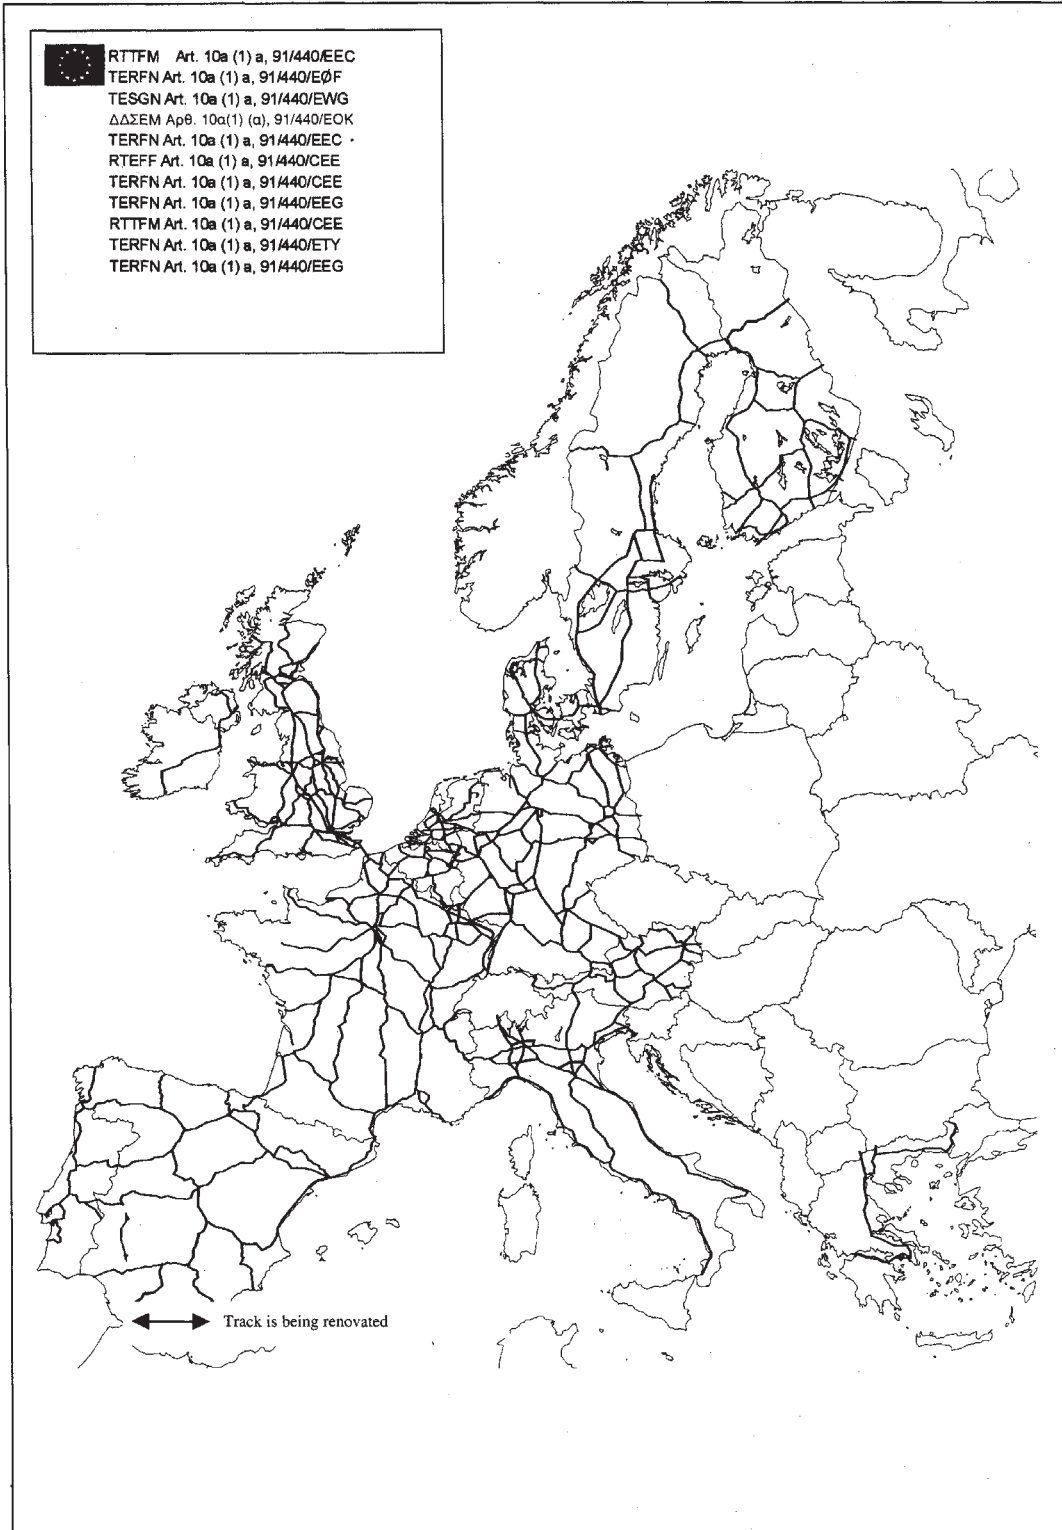 RTTFM Art. 10a (1) a, 91/440/EEC
TERFN Art. 10a (1) a, 91/440/EØF
TESGN Art. 10a (1) a, 91/440/EWG
ΔΔΣΕΜ Αρθ. 10α(1) (α), 91/440/ΕΟΚ
TERFN Art. 10a (1) a, 91/440/EEC
RTEFF Art. 10a (1) a, 91/440/CEE
TERFN Art. 10a (1) a, 91/440/CEE
TERFN Art. 10a (1) a, 91/440/EEG
RTTFM Art. 10a (1) a, 91/440/CEE
TERFN Art. 10a (1) a, 91/440/ETY
TERFN Art. 10a (1) a, 91/440/EEG
Track is being renovated